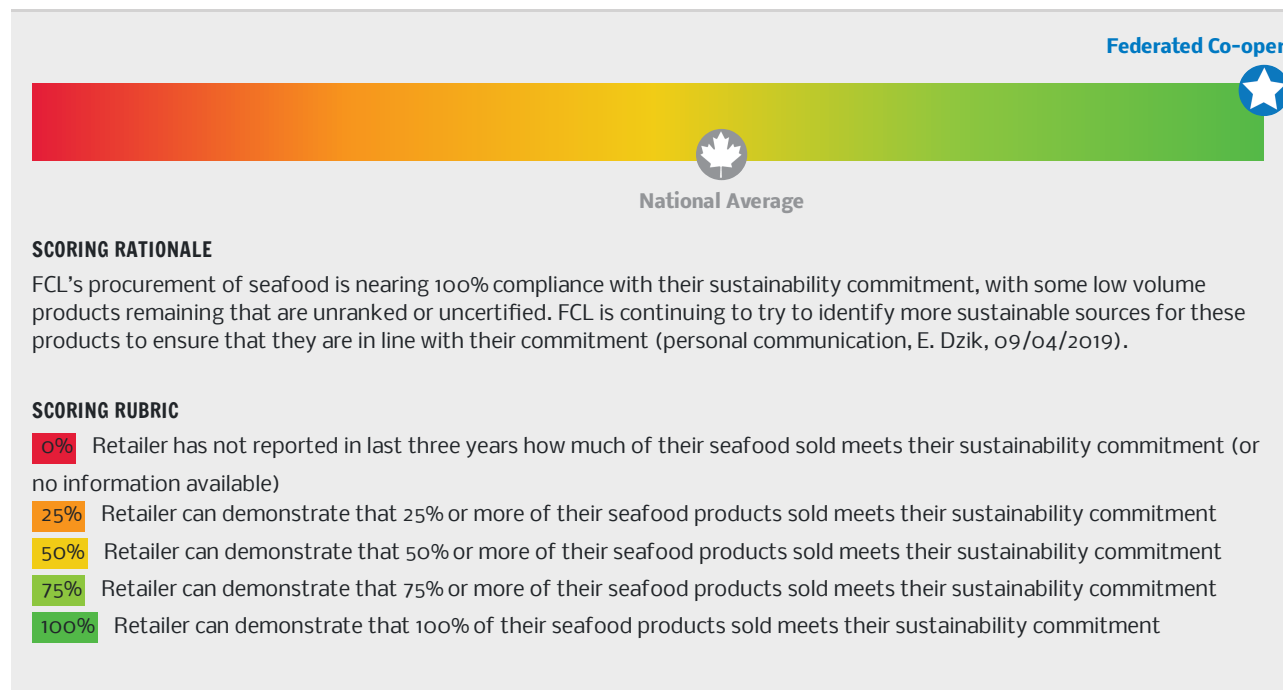 Federated Co-oper
National Average
SCORING RATIONALE
FCL's procurement of seafood is nearing 100% compliance with their sustainability commitment, with some low volume
products remaining that are unranked or uncertified. FCL is continuing to try to identify more sustainable sources for these
products to ensure that they are in line with their commitment (personal communication, E. Dzik, 09/04/2019).
SCORING RUBRIC
0% Retailer has not reported in last three years how much of their seafood sold meets their sustainability commitment (or
no information available)
25% Retailer can demonstrate that 25% or more of their seafood products sold meets their sustainability commitment
50% Retailer can demonstrate that 50% or more of their seafood products sold meets their sustainability commitment
75% Retailer can demonstrate that 75% or more of their seafood products sold meets their sustainability commitment
100% Retailer can demonstrate that 100% of their seafood products sold meets their sustainability commitment